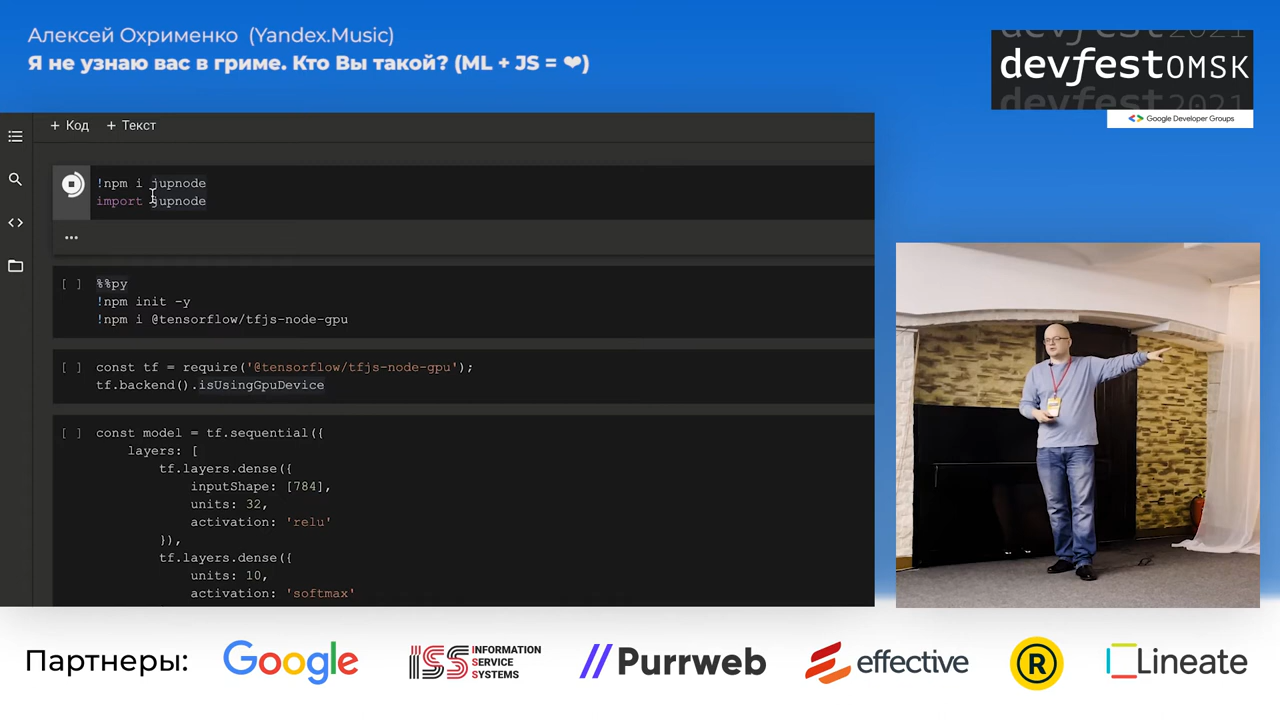 Алексей Охрименко (Yandex.Music)
Я не узнаю вас в гриме. Кто Вы такой? (ML + JS = ❤)
devfest2021
devfestOMSK
devfest2021
Google Developer Groups
+ Код + Текст
!npm i jupnode
import jupnode
...
[ ] %%py
!npm init -y
!npm i @tensorflow/tfjs-node-gpu
[ ] const tf = require('@tensorflow/tfjs-node-gpu');
tf.backend().isUsingGpuDevice
[ ] const model = tf.sequential({
layers: [
tf.layers.dense({
inputShape: [784],
units: 32,
activation: 'relu'
}),
tf.layers.dense({
units: 10,
activation: 'softmax'
Партнеры:
Google
ISS INFORMATION
SERVICE
SYSTEMS
Purrweb
effective
R
Lineate